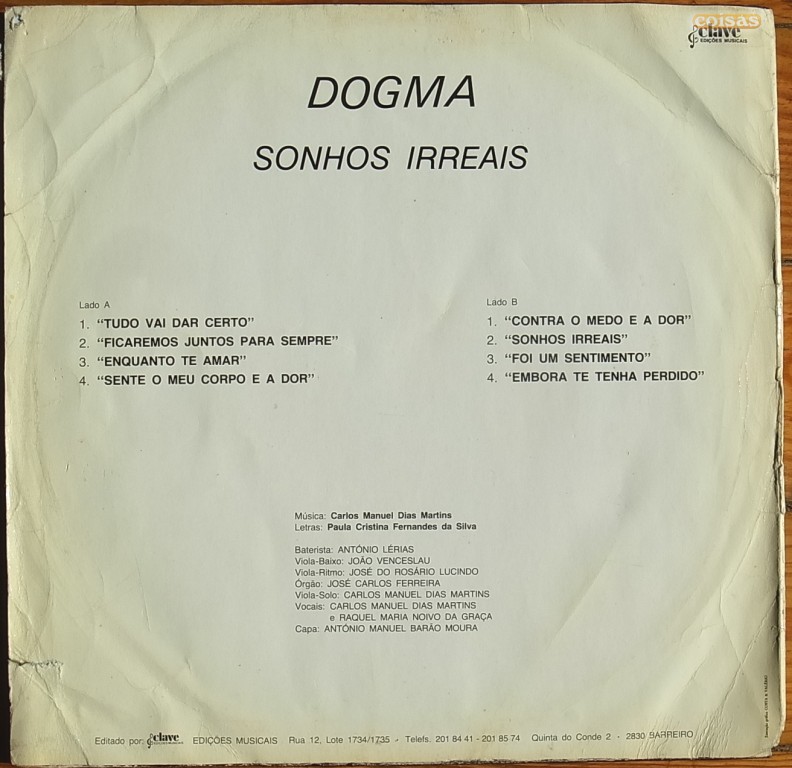 coisas
clave
EDIÇÕES MUSICAIS
DOGMA
SONHOS IRREAIS
Lado A
1. “TUDO VAI DAR CERTO”
2. “FICAREMOS JUNTOS PARA SEMPRE”
3. “ENQUANTO TE AMAR”
4. “SENTE O MEU CORPO E A DOR”
Lado B
1. “CONTRA O MEDO E A DOR”
2. “SONHOS IRREAIS”
3. “FOI UM SENTIMENTO”
4. “EMBORA TE TENHA PERDIDO”
Música: Carlos Manuel Dias Martins
Letras: Paula Cristina Fernandes da Silva
Baterista: ANTÓNIO LÉRIAS
Viola-Baixo: JOÃO VENCESLAU
Viola-Ritmo: JOSÉ DO ROSÁRIO LUCINDO
Órgão: JOSÉ CARLOS FERREIRA
Viola-Solo: CARLOS MANUEL DIAS MARTINS
Vocais: CARLOS MANUEL DIAS MARTINS
e RAQUEL MARIA NOIVO DA GRAÇA
Capa: ANTÓNIO MANUEL BARÃO MOURA
Editado por: clave EDIÇÕES MUSICAIS EDIÇÕES MUSICAIS Rua 12, Lote 1734/1735 - Telefs. 201 84 41 - 201 85 74 Quinta do Conde 2 - 2830 BARREIRO